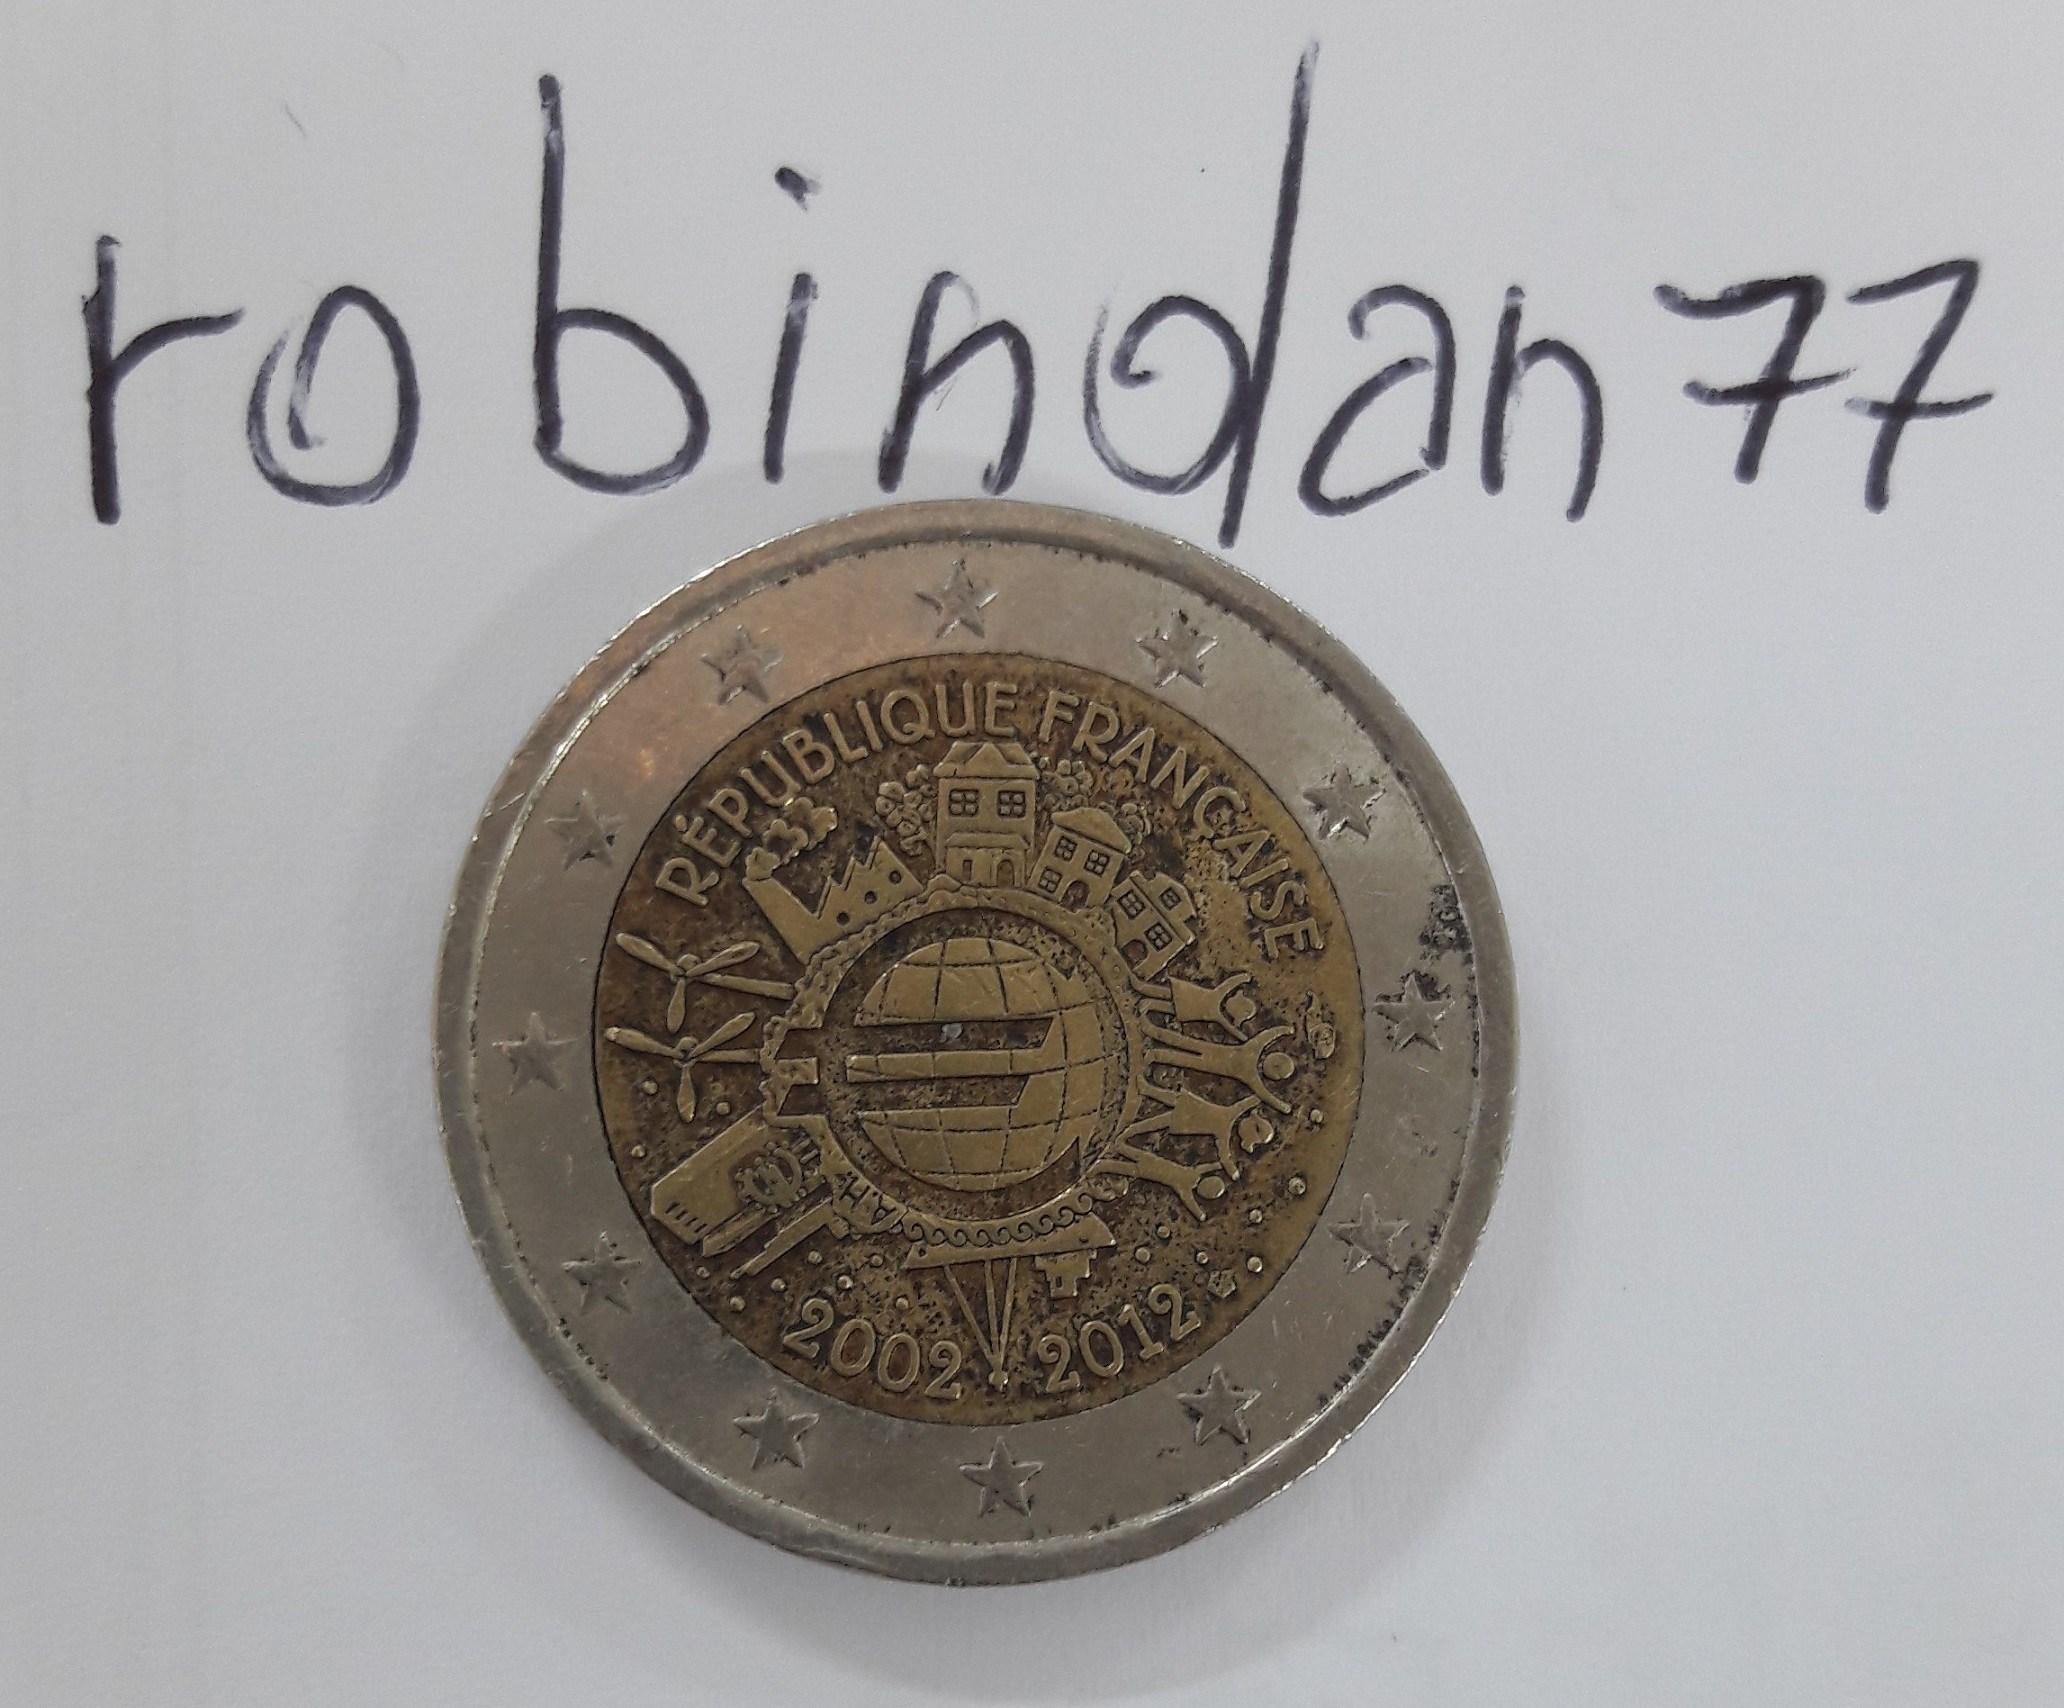 robindan77
RÉPUBLIQUE FRANÇAISE
A.H.
2002 2012